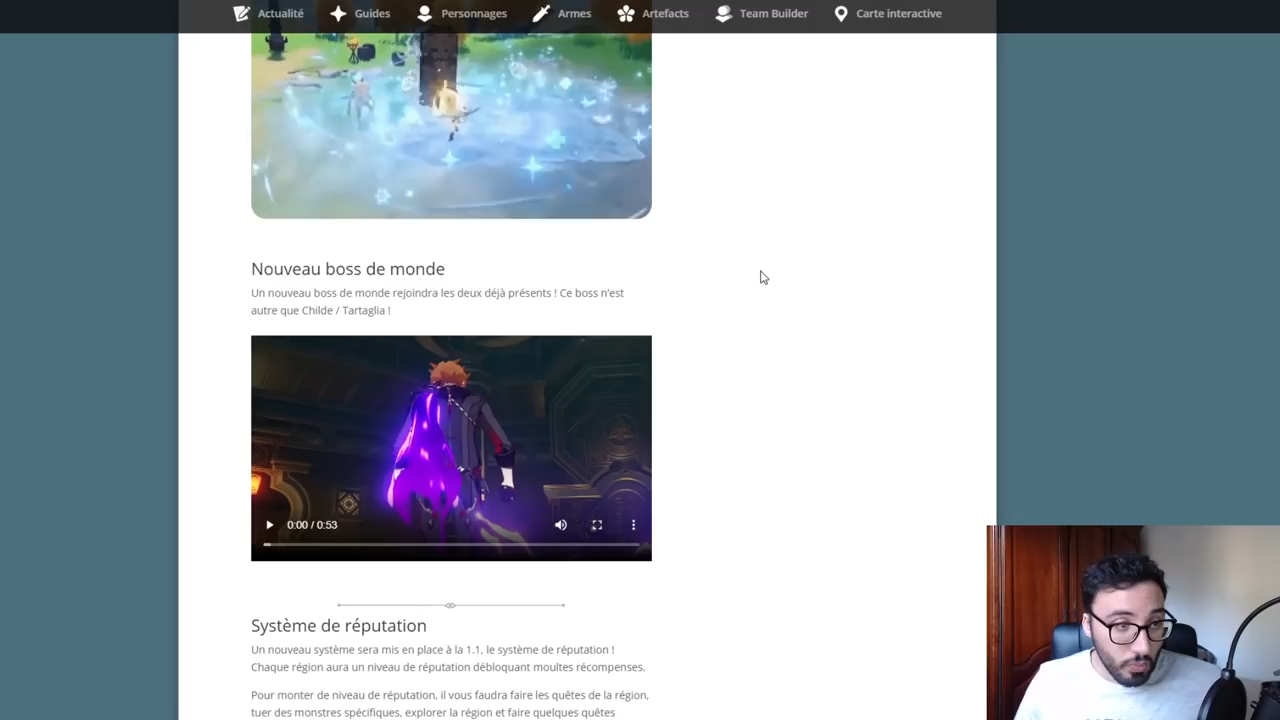 Actualité Guides Personnages Armes Artefacts Team Builder Carte interactive
Nouveau boss de monde
Un nouveau boss de monde rejoindra les deux déjà présents ! Ce boss n'est
autre que Childe / Tartaglia !
0:00 / 0:53
Système de réputation
Un nouveau système sera mis en place à la 1.1, le système de réputation !
Chaque région aura un niveau de réputation débloquant moultes récompenses.
Pour monter de niveau de réputation, il vous faudra faire les quêtes de la région,
tuer des monstres spécifiques, explorer la région et faire quelques quêtes